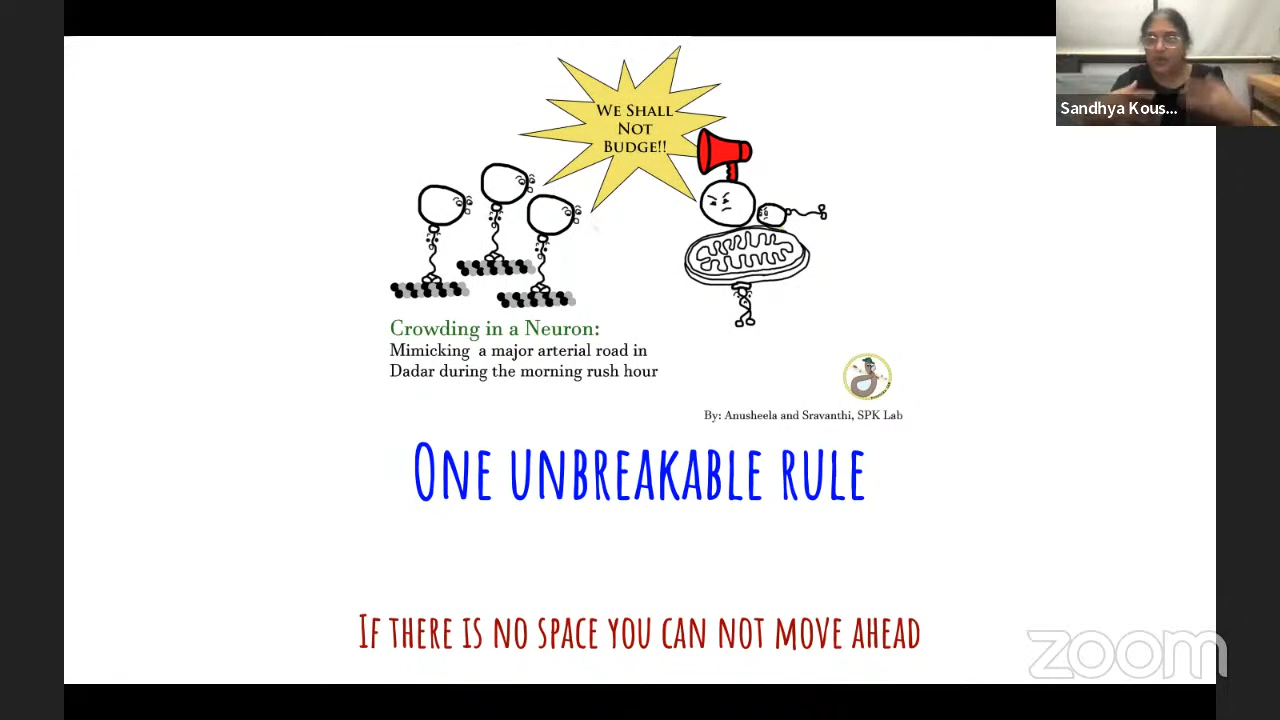 WE SHALL
NOT
BUDGE!!
Sandhya Kous...
Crowding in a Neuron:
Mimicking a major arterial road in
Dadar during the morning rush hour
By: Anusheela and Sravanthi, SPK Lab
ONE UNBREAKABLE RULE
IF THERE IS NO SPACE YOU CAN NOT MOVE AHEAD
zoom